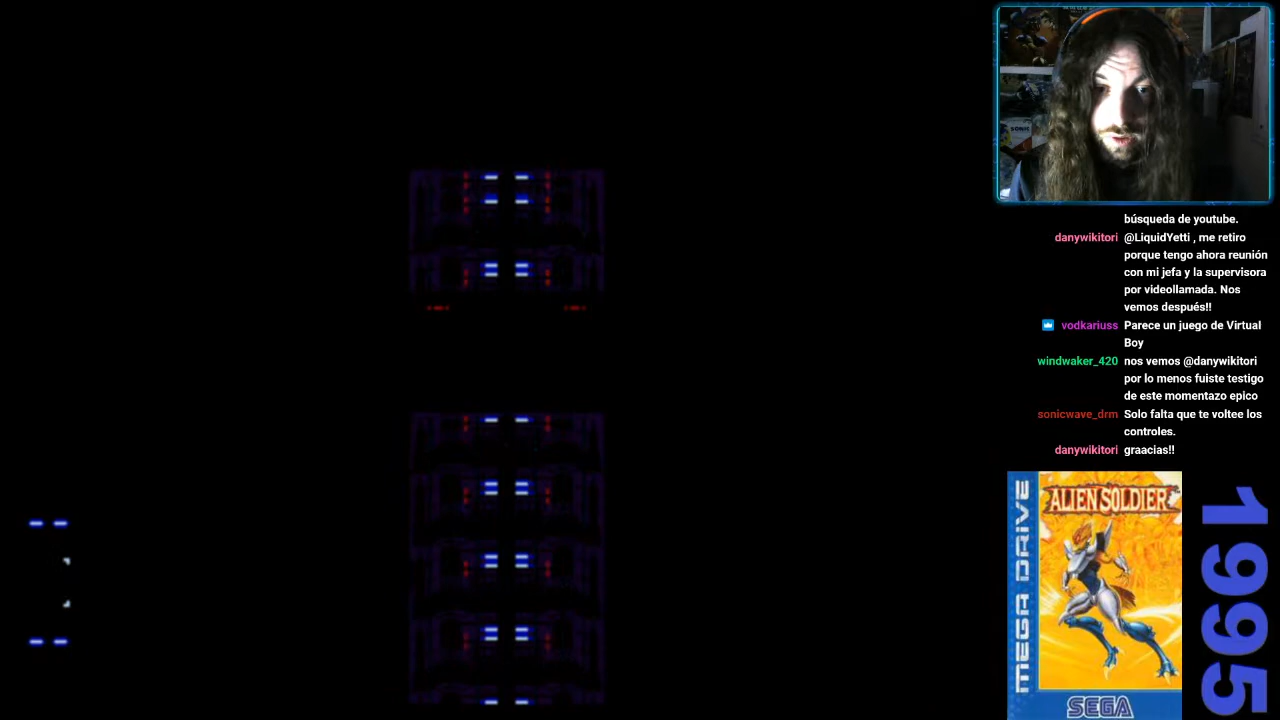 SONIC
búsqueda de youtube.
danywikitori @LiquidYetti , me retiro
porque tengo ahora reunión
con mi jefa y la supervisora
por videollamada. Nos
vemos después!!
vodkariuss Parece un juego de Virtual
Boy
windwaker_420 nos vemos @danywikitori
por lo menos fuiste testigo
de este momentazo epico
sonicwave_drm Solo falta que te voltee los
controles.
danywikitori graacias!!
MEGA DRIVE
ALIEN SOLDIER
SEGA
1995